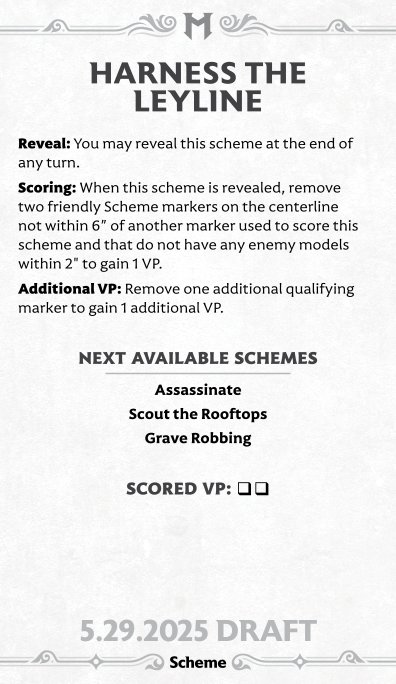 M
HARNESS THE
LEYLINE
Reveal: You may reveal this scheme at the end of
any turn.
Scoring: When this scheme is revealed, remove
two friendly Scheme markers on the centerline
not within 6" of another marker used to score this
scheme and that do not have any enemy models
within 2" to gain 1 VP.
Additional VP: Remove one additional qualifying
marker to gain 1 additional VP.
NEXT AVAILABLE SCHEMES
Assassinate
Scout the Rooftops
Grave Robbing
SCORED VP: ❏❏
5.29.2025 DRAFT
Scheme